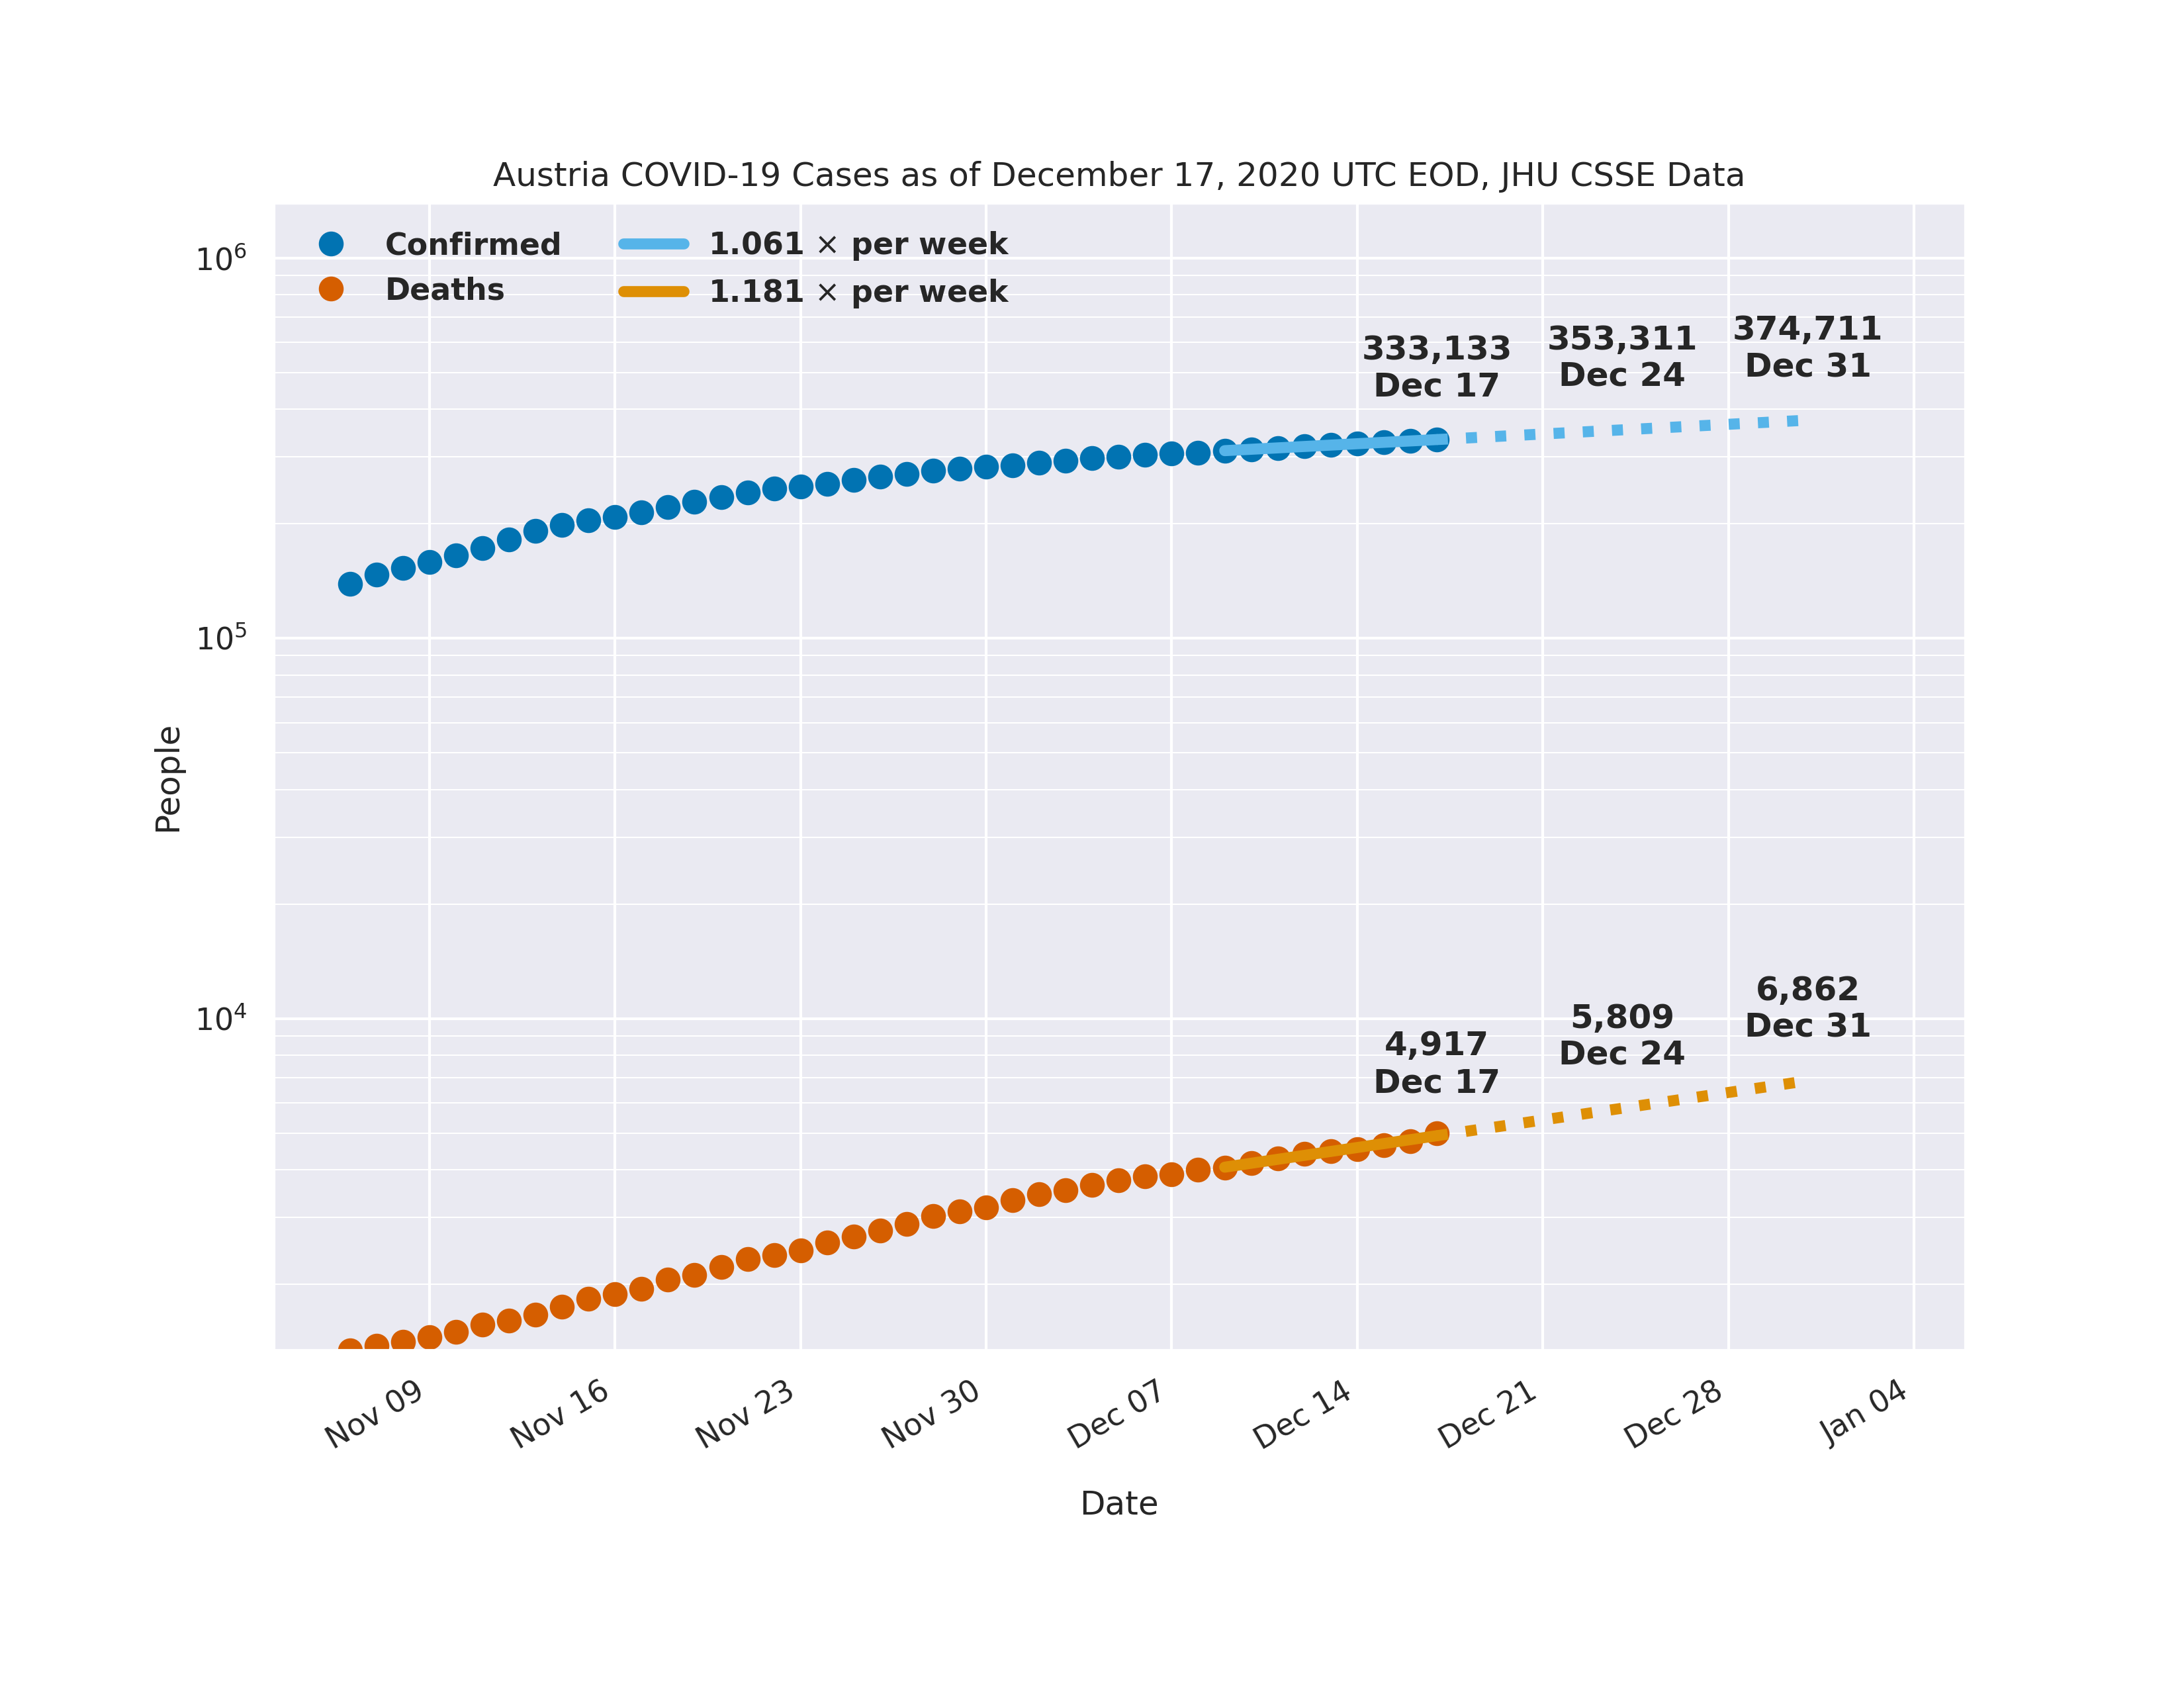 Austria COVID-19 Cases as of December 17, 2020 UTC EOD, JHU CSSE Data
Confirmed
Deaths
1.061 × per week
1.181 × per week
10⁶
10⁵
10⁴
People
333,133
Dec 17
353,311
Dec 24
374,711
Dec 31
4,917
Dec 17
5,809
Dec 24
6,862
Dec 31
Nov 09
Nov 16
Nov 23
Nov 30
Dec 07
Dec 14
Dec 21
Dec 28
Jan 04
Date